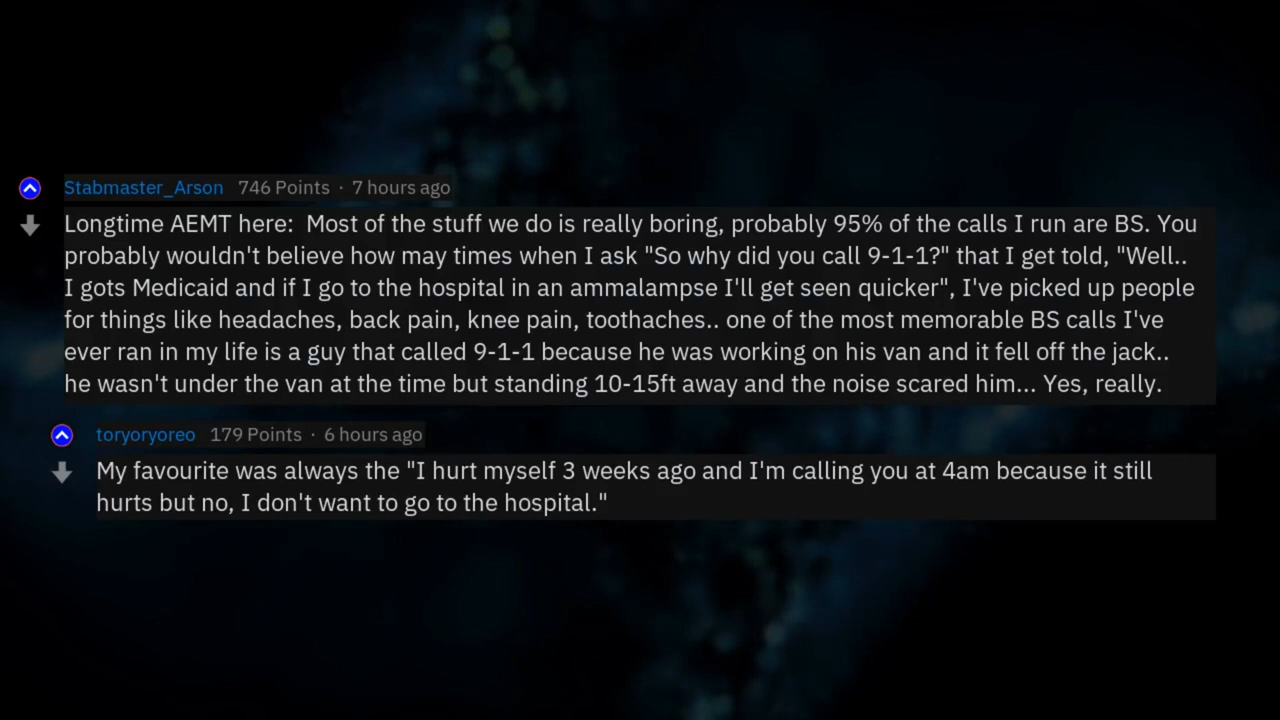 Stabmaster_Arson 746 Points · 7 hours ago
Longtime AEMT here:  Most of the stuff we do is really boring, probably 95% of the calls I run are BS. You
probably wouldn't believe how may times when I ask "So why did you call 9-1-1?" that I get told, "Well..
I gots Medicaid and if I go to the hospital in an ammalampse I'll get seen quicker", I've picked up people
for things like headaches, back pain, knee pain, toothaches.. one of the most memorable BS calls I've
ever ran in my life is a guy that called 9-1-1 because he was working on his van and it fell off the jack..
he wasn't under the van at the time but standing 10-15ft away and the noise scared him... Yes, really.
toryoryoreo 179 Points · 6 hours ago
My favourite was always the "I hurt myself 3 weeks ago and I'm calling you at 4am because it still
hurts but no, I don't want to go to the hospital."